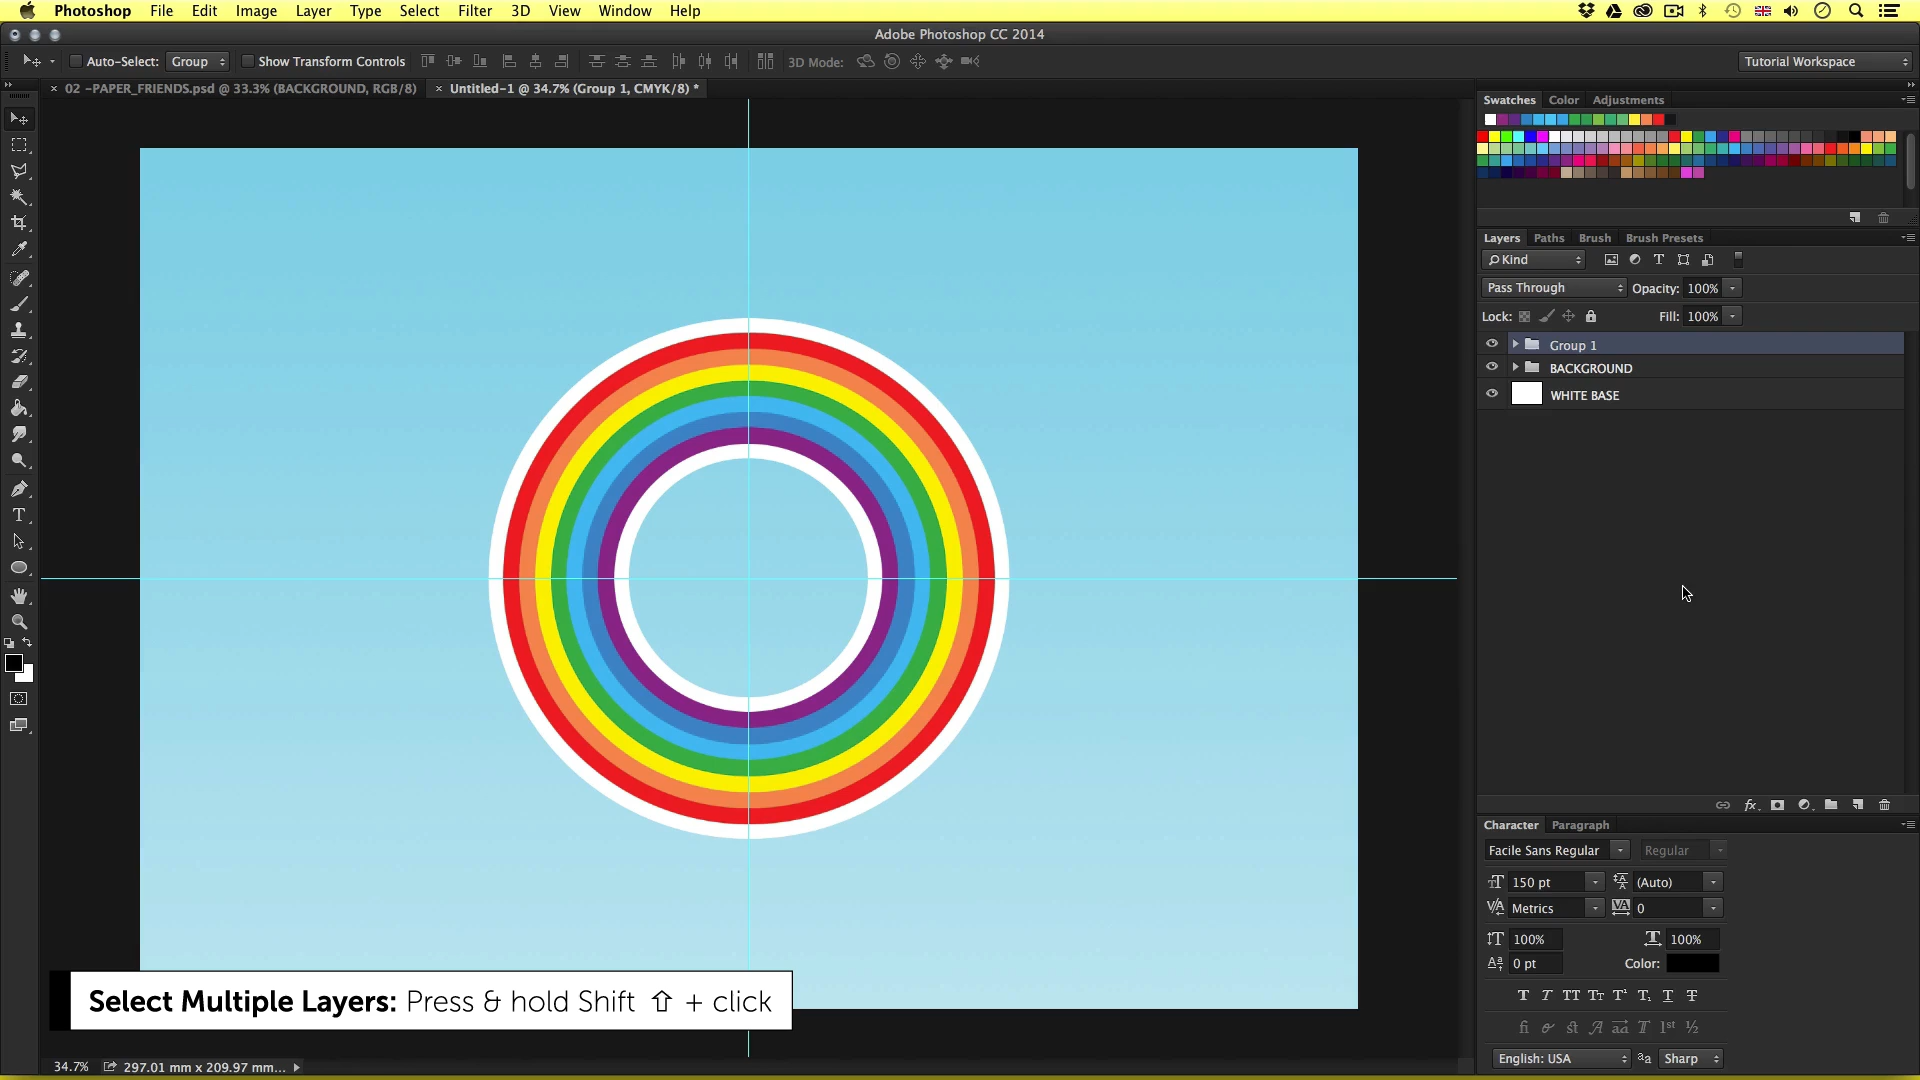 Photoshop File Edit Image Layer Type Select Filter 3D View Window Help
Adobe Photoshop CC 2014
Auto-Select: Group Show Transform Controls 3D Mode: Tutorial Workspace
02 -PAPER_FRIENDS.psd @ 33.3% (BACKGROUND, RGB/8) Untitled-1 @ 34.7% (Group 1, CMYK/8) *
Swatches Color Adjustments
Layers Paths Brush Brush Presets
Kind
Pass Through Opacity: 100%
Lock: Fill: 100%
Group 1
BACKGROUND
WHITE BASE
Character Paragraph
Facile Sans Regular Regular
150 pt (Auto)
Metrics 0
100% 100%
0 pt Color:
English: USA Sharp
Select Multiple Layers: Press & hold Shift ⇧ + click
34.7% 297.01 mm x 209.97 mm...